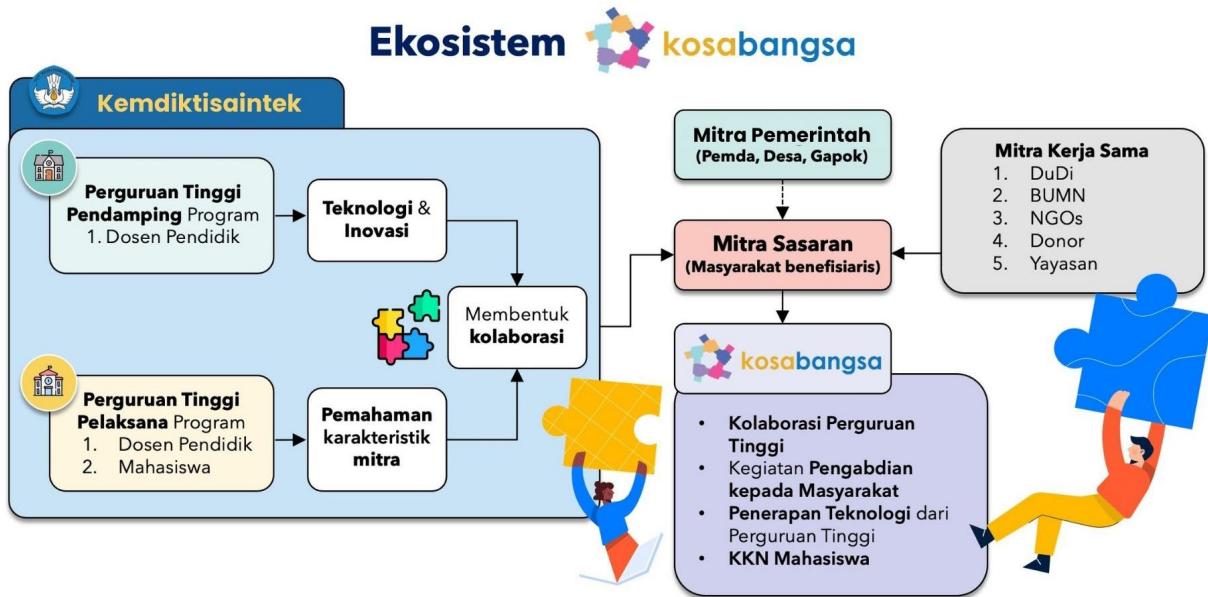 Ekosistem kosabangsa
Kemdiktisaintek
Perguruan Tinggi
Pendamping Program
1. Dosen Pendidik
Teknologi &
Inovasi
Membentuk
kolaborasi
Perguruan Tinggi
Pelaksana Program
1. Dosen Pendidik
2. Mahasiswa
Pemahaman
karakteristik
mitra
Mitra Pemerintah
(Pemda, Desa, Gapok)
Mitra Sasaran
(Masyarakat benefisiaris)
Mitra Kerja Sama
1. DuDi
2. BUMN
3. NGOs
4. Donor
5. Yayasan
kosabangsa
• Kolaborasi Perguruan
Tinggi
• Kegiatan Pengabdian
kepada Masyarakat
• Penerapan Teknologi dari
Perguruan Tinggi
• KKN Mahasiswa